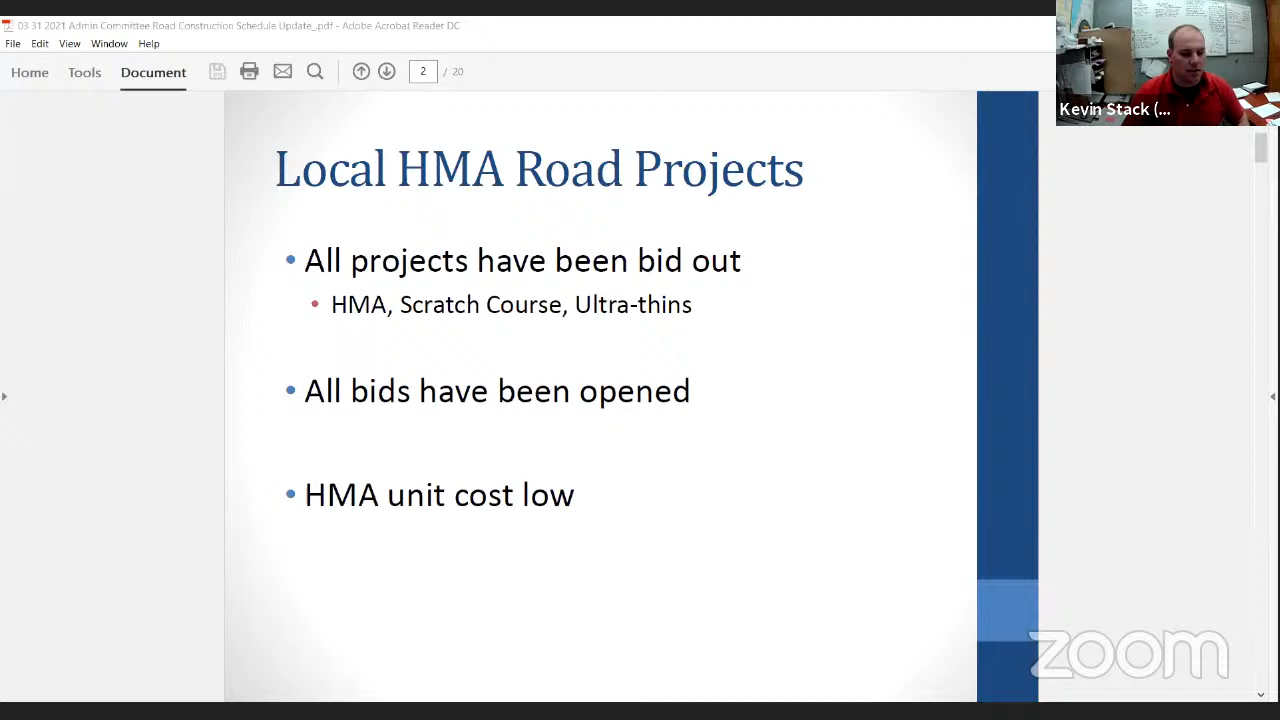 03 31 2021 Admin Committee Road Construction Schedule Update_.pdf - Adobe Acrobat Reader DC
File Edit View Window Help
Home Tools Document 2 / 20
Kevin Stack (...
Local HMA Road Projects
• All projects have been bid out
• HMA, Scratch Course, Ultra-thins
• All bids have been opened
• HMA unit cost low
zoom